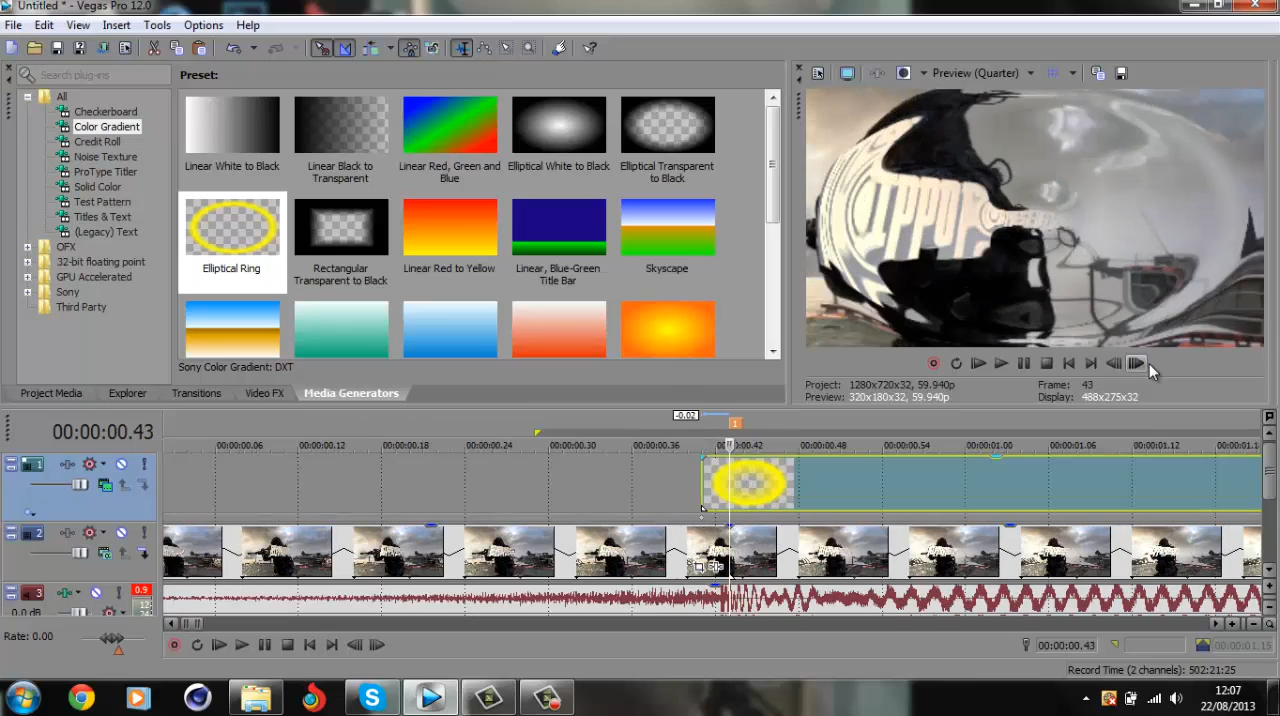 Untitled * - Vegas Pro 12.0
File Edit View Insert Tools Options Help
Search plug-ins
Preset:
Preview (Quarter)
All
Checkerboard
Color Gradient
Credit Roll
Noise Texture
ProType Titler
Solid Color
Test Pattern
Titles & Text
(Legacy) Text
OFX
32-bit floating point
GPU Accelerated
Sony
Third Party
Linear White to Black
Linear Black to
Transparent
Linear Red, Green and
Blue
Elliptical White to Black
Elliptical Transparent
to Black
Elliptical Ring
Rectangular
Transparent to Black
Linear Red to Yellow
Linear, Blue-Green
Title Bar
Skyscape
Sony Color Gradient: DXT
Project Media Explorer Transitions Video FX Media Generators
Project: 1280x720x32, 59.940p Frame: 43
Preview: 320x180x32, 59.940p Display: 488x275x32
-0.02
1
00:00:00.43
00:00:00.06 00:00:00.12 00:00:00.18 00:00:00.24 00:00:00.30 00:00:00.36 00:00:00.48 00:00:00.54 00:00:01.00 00:00:01.06 00:00:01.12
1
2
3
0.9
12
0.0 dB
Rate: 0.00
00:00:00.43
00:00:01.15
Record Time (2 channels): 502:21:25
12:07
22/08/2013